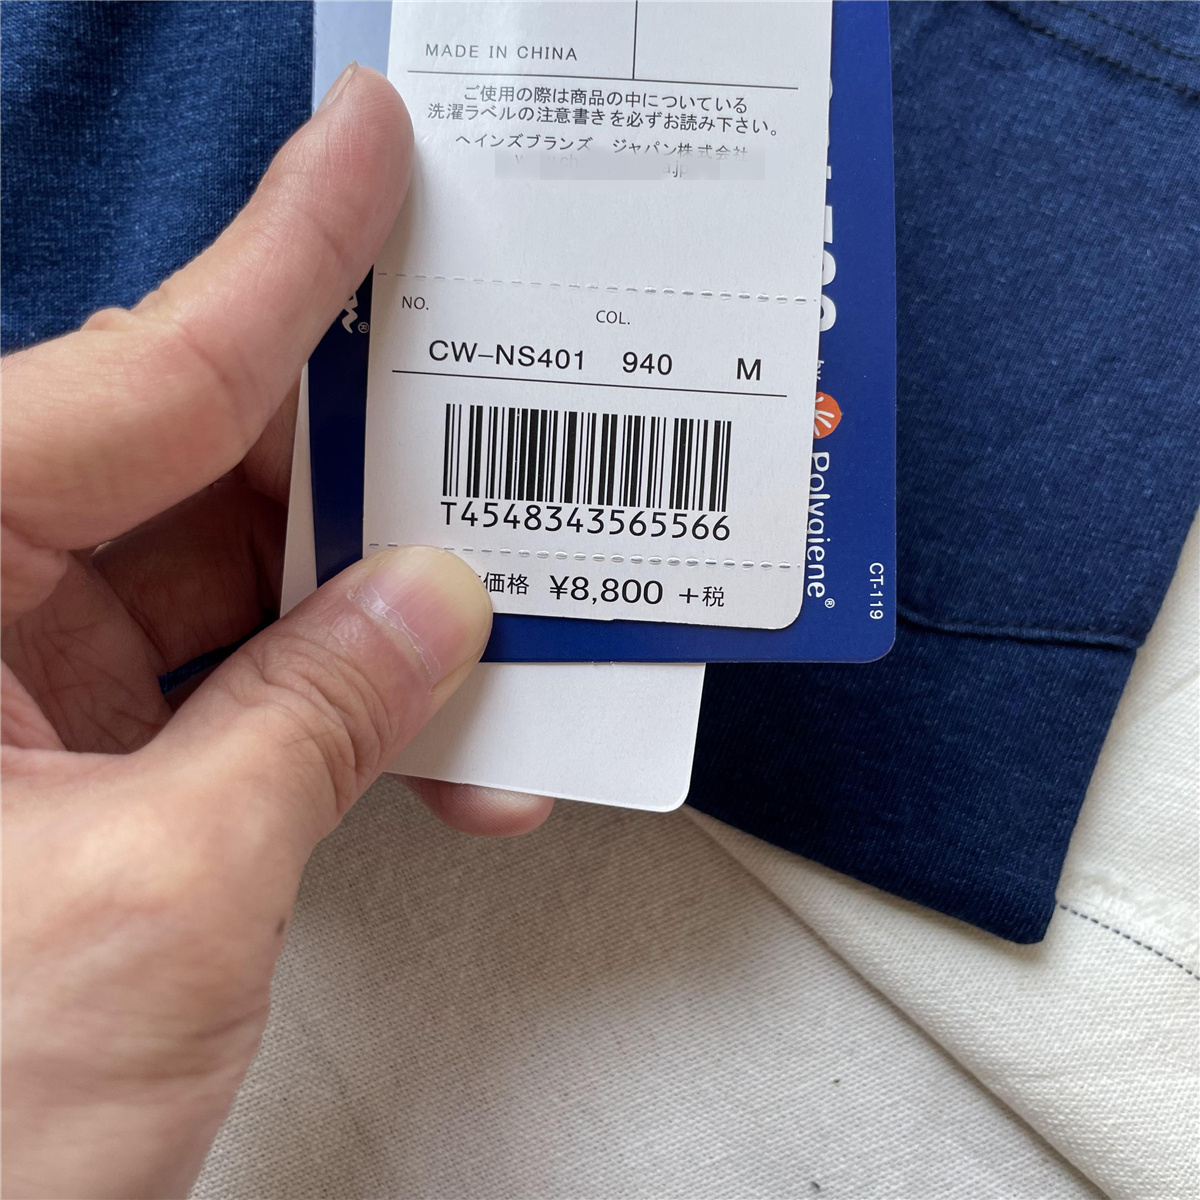 MADE IN CHINA
ご使用の際は商品の中についている
洗濯ラベルの注意書きを必ずお読み下さい。
ヘインズブランズ ジャパン株式会社
NO.
COL.
CW-NS401 940 M
T4548343565566
価格 ¥8,800 +税
by
Polygiene®
CT-119
®